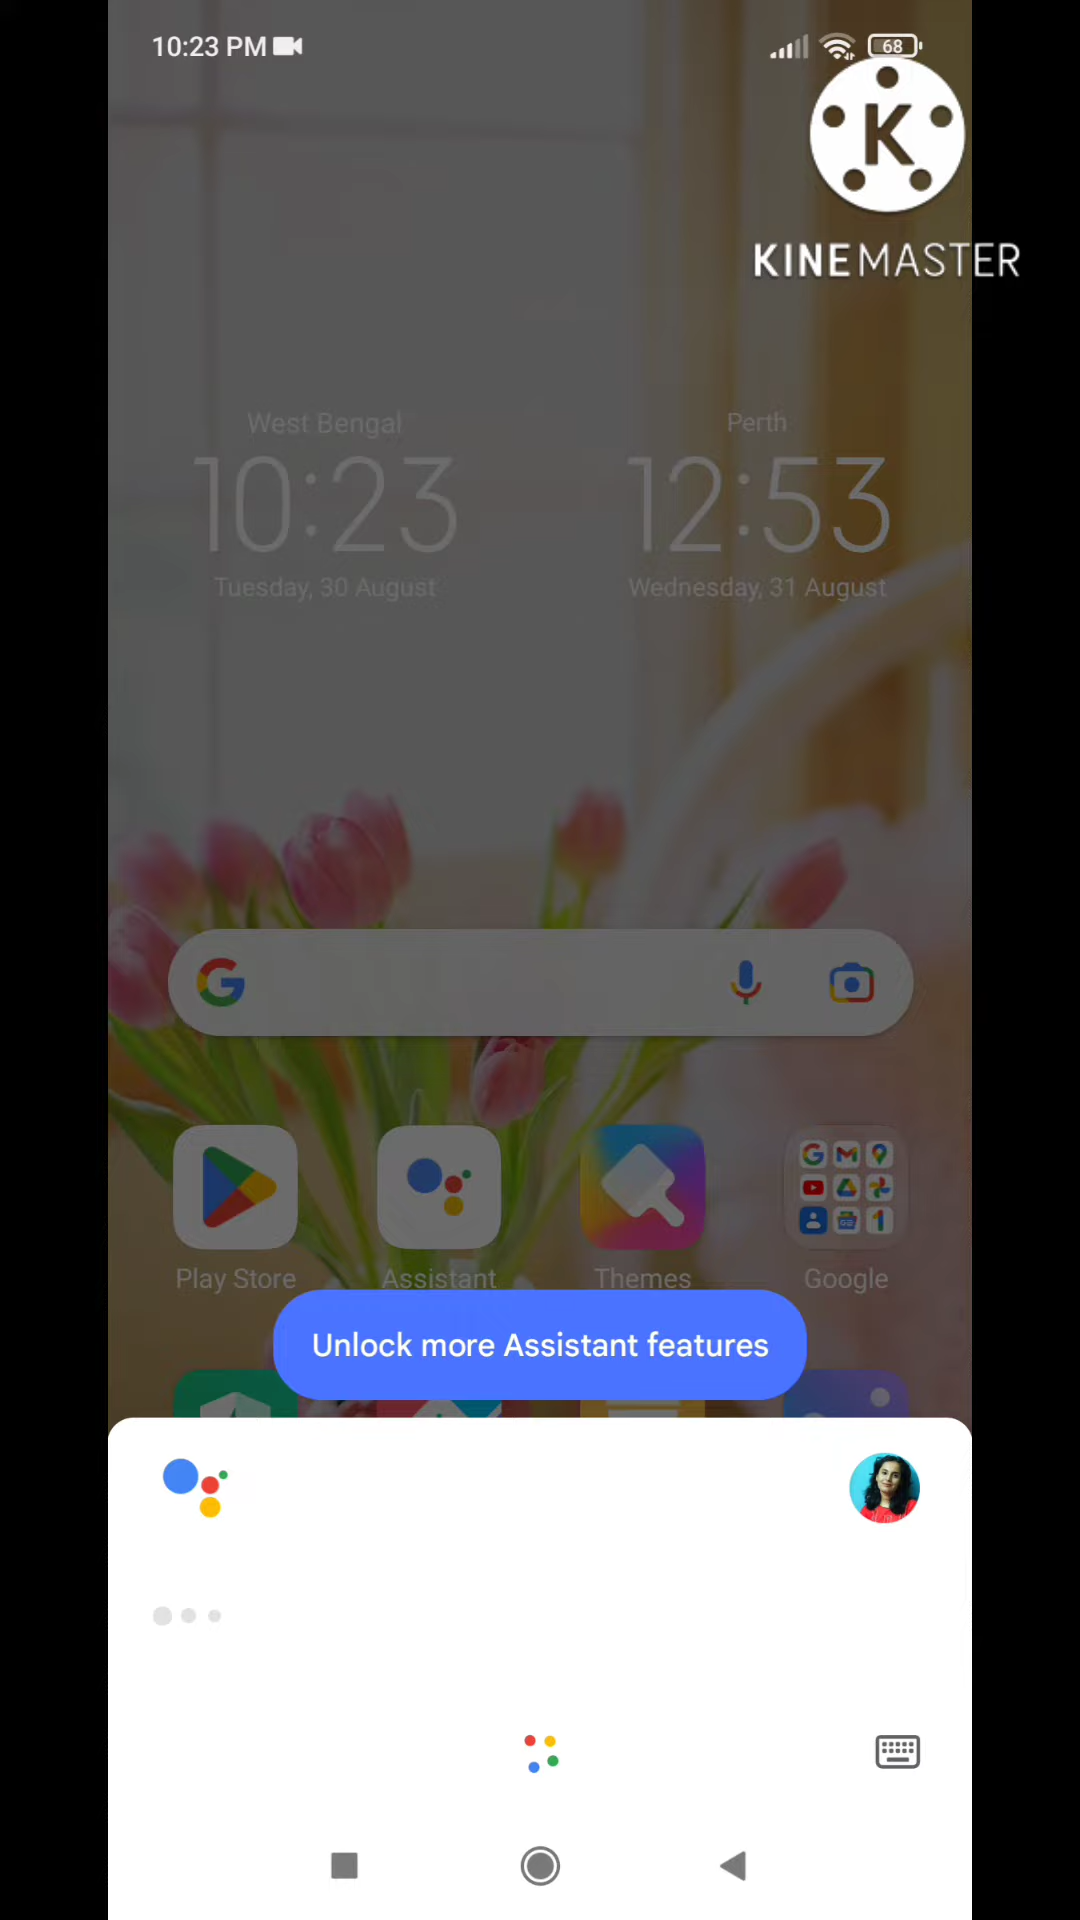 10:23 PM
68
K
KINEMASTER
West Bengal
Perth
10:23
12:53
Tuesday, 30 August
Wednesday, 31 August
Play Store
Assistant
Themes
Google
Unlock more Assistant features